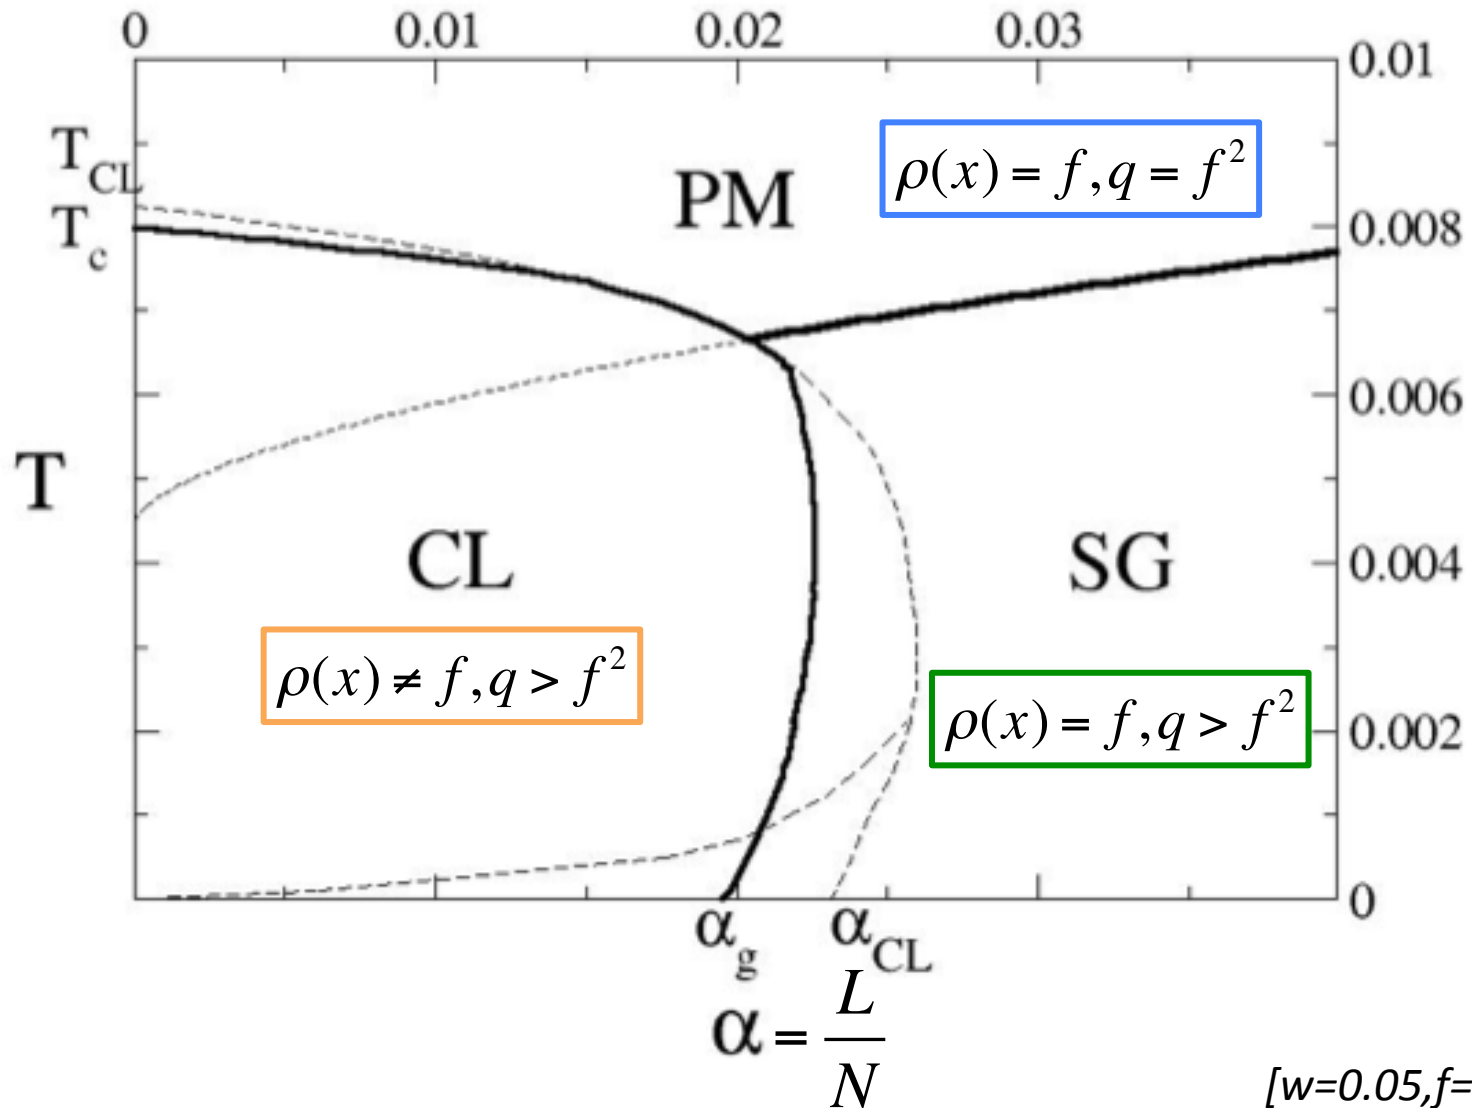 0 0.01 0.02 0.03
0.01
T_CL
PM
ρ(x) = f, q = f²
T_c
0.008
0.006
T
CL
SG
0.004
ρ(x) ≠ f, q > f²
ρ(x) = f, q > f²
0.002
0
α_g α_CL
α = L/N
[w=0.05,f=